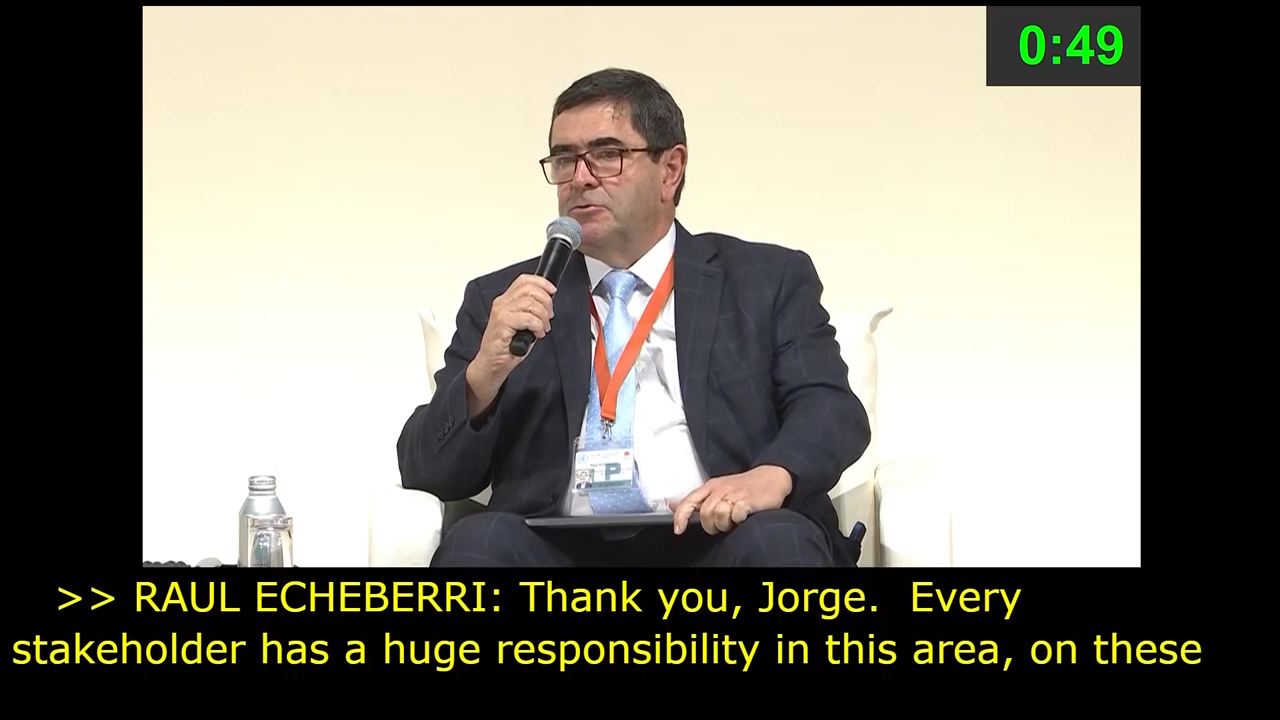 0:49
P
>> RAUL ECHEBERRI: Thank you, Jorge.  Every
stakeholder has a huge responsibility in this area, on these